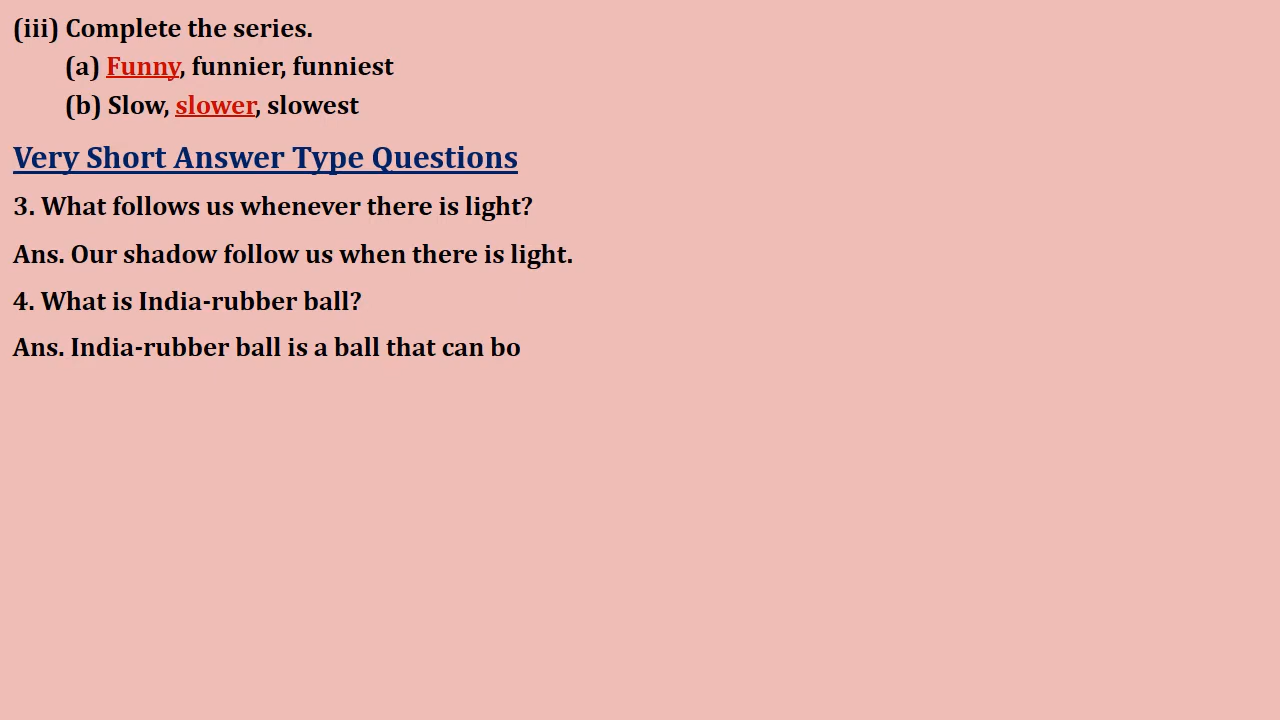 (iii) Complete the series.
(a) Funny, funnier, funniest
(b) Slow, slower, slowest
Very Short Answer Type Questions
3. What follows us whenever there is light?
Ans. Our shadow follow us when there is light.
4. What is India-rubber ball?
Ans. India-rubber ball is a ball that can bo